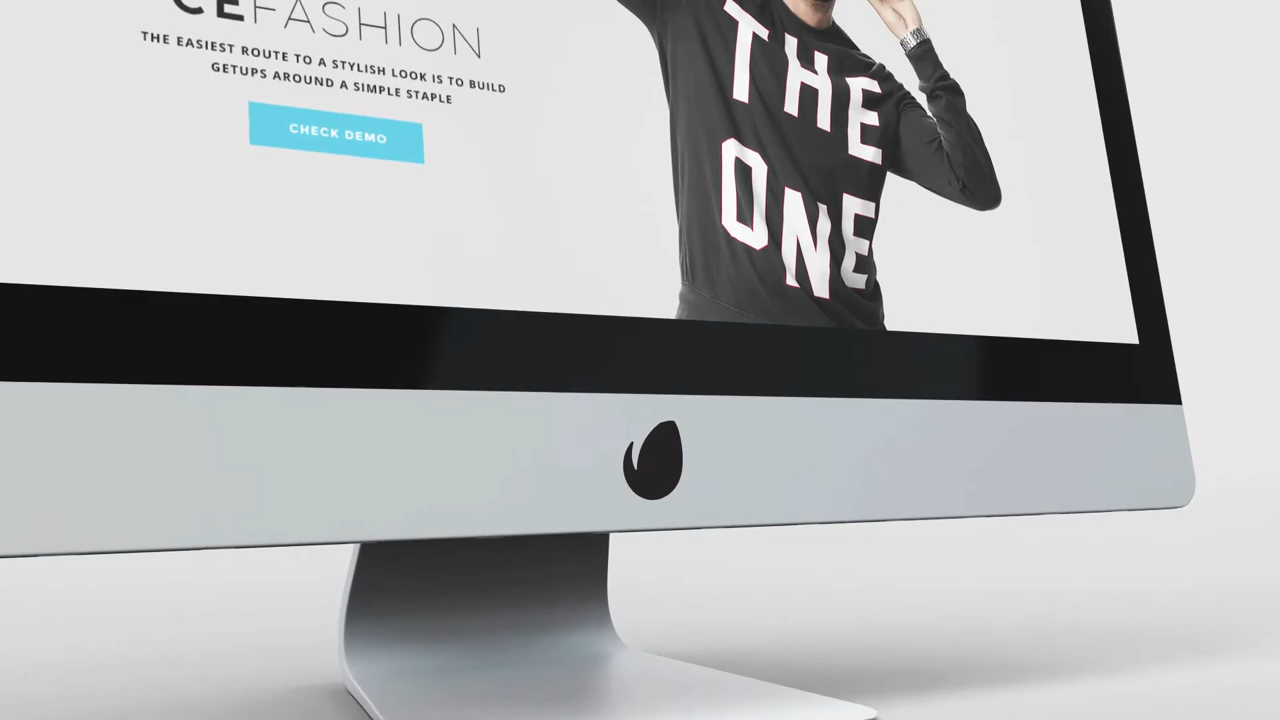 CEFASHION
THE EASIEST ROUTE TO A STYLISH LOOK IS TO BUILD
GETUPS AROUND A SIMPLE STAPLE
CHECK DEMO
THE
ONE